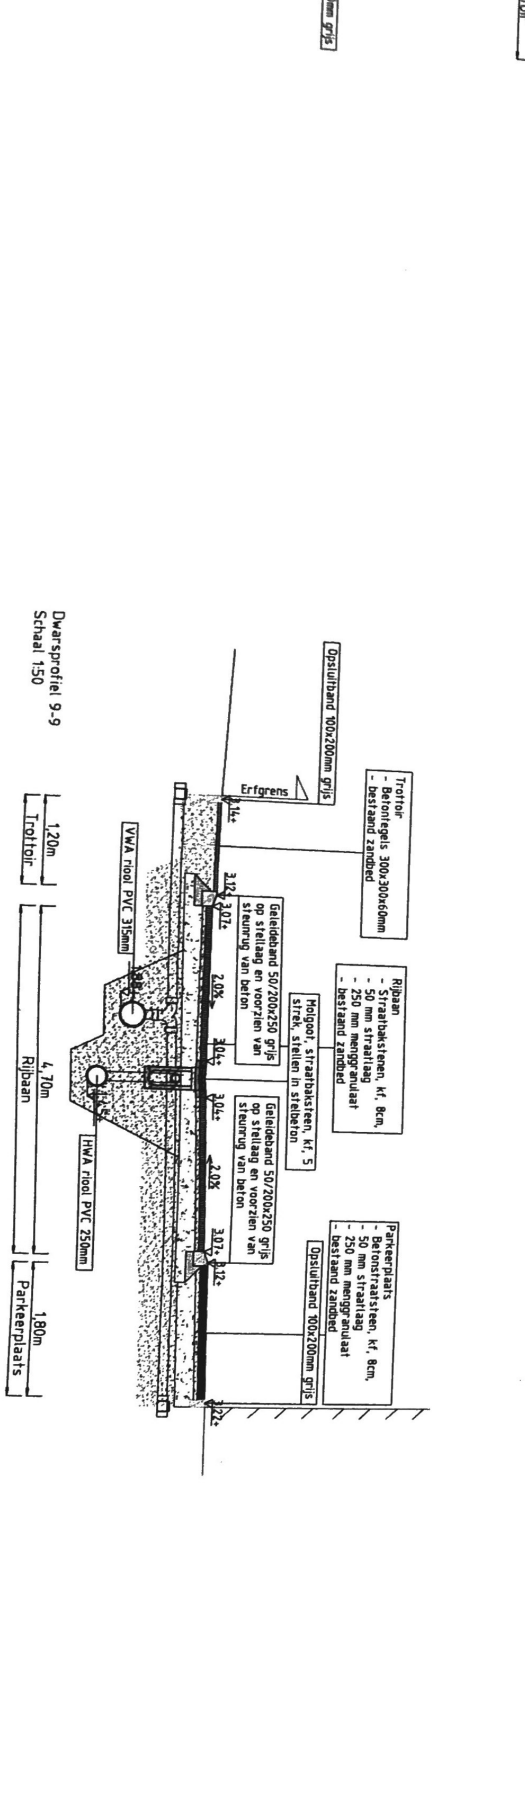 mm grijs
Opsluitband 100x200mm grijs
Trottoir
- Betontegels 300x300x60mm
- bestaand zandbed
Erfgrens
3.14+
3.12+
3.07+
Geleideband 50/200x250 grijs
op stellaag en voorzien van
steunrug van beton
Rijbaan
- Straatbakstenen, kf, 8cm,
- 50 mm straatlaag
- 250 mm menggranulaat
- bestaand zandbed
Molgoot, straatbaksteen, kf, 5
strek, stellen in stelbeton
2.0%
3.04+
3.04+
2.0%
Geleideband 50/200x250 grijs
op stellaag en voorzien van
steunrug van beton
3.07+
3.12+
Parkeerplaats
- Betonstraatsteen, kf, 8cm,
- 50 mm straatlaag
- 250 mm menggranulaat
bestaand zandbed
Opsluitband 100x200mm grijs
3.22+
VWA riool PVC 315mm
HWA riool PVC 250mm
1,20m
Trottoir
4,70m
Rijbaan
1,80m
Parkeerplaats
Dwarsprofiel 9-9
Schaal 1:50